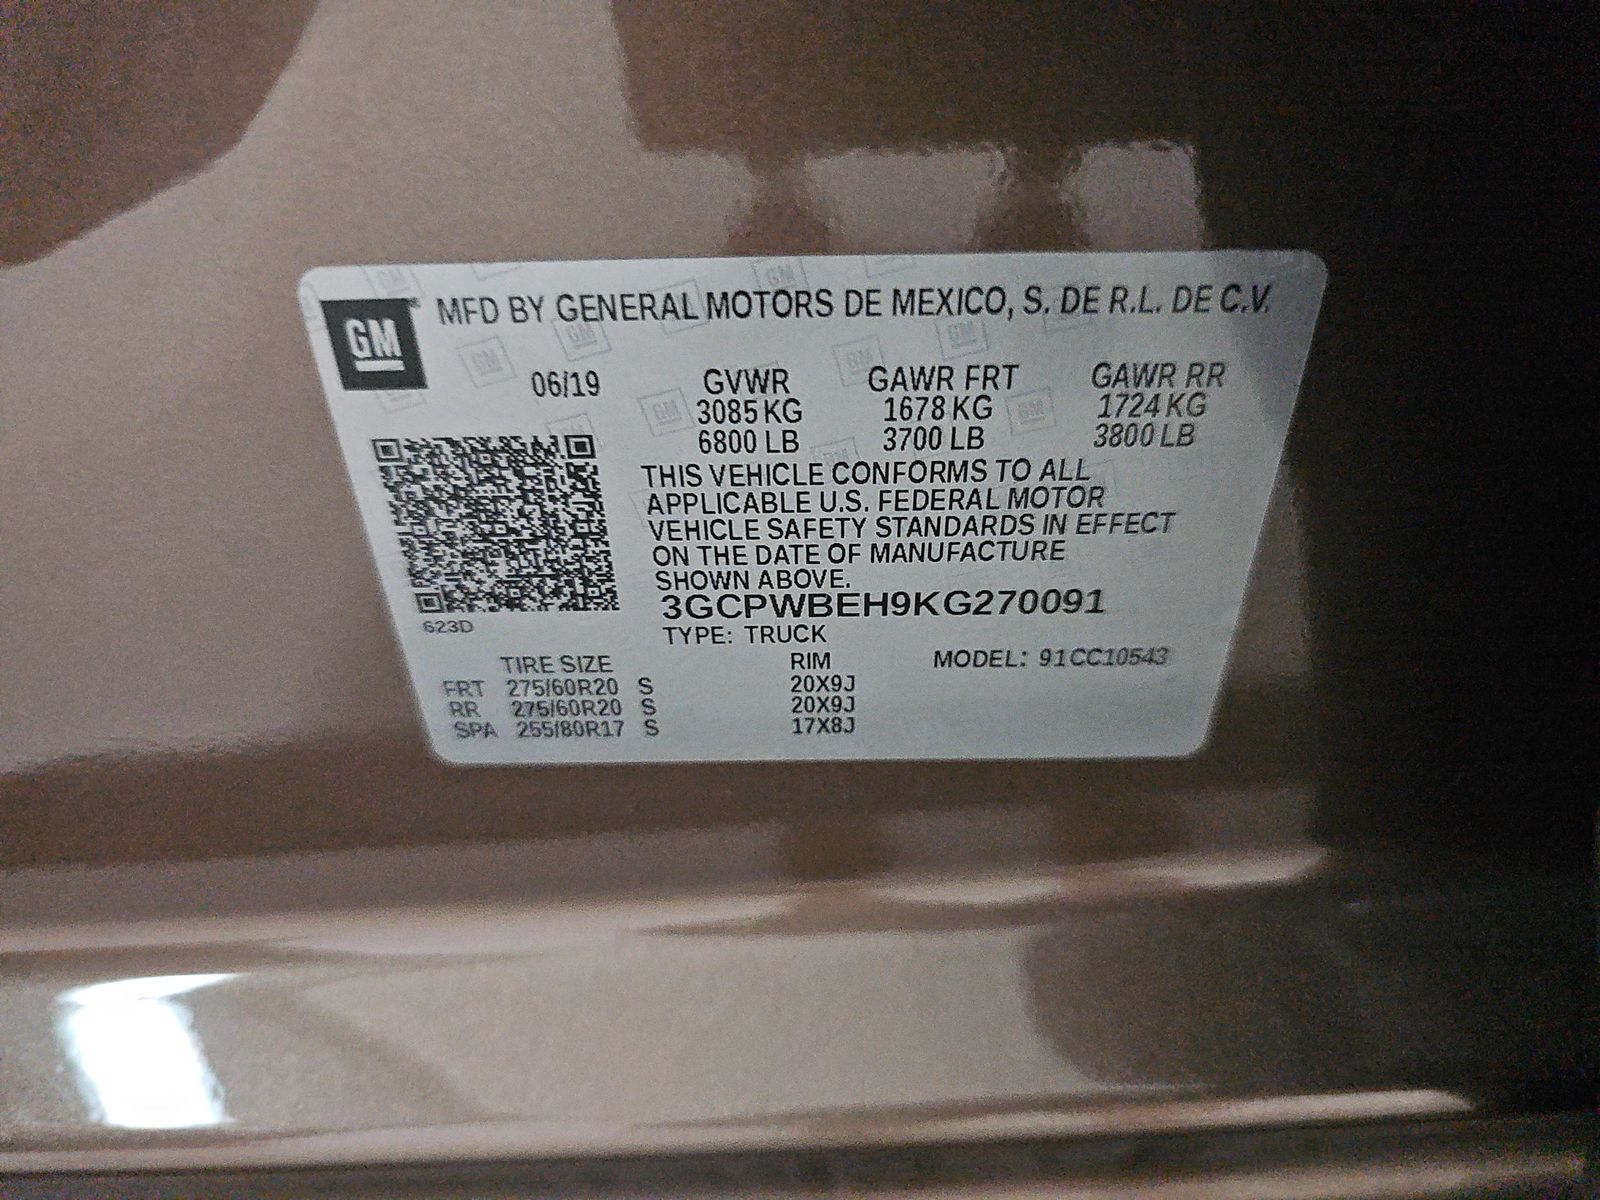 GM
MFD BY GENERAL MOTORS DE MEXICO, S. DE R.L. DE C.V.
06/19 GVWR GAWR FRT GAWR RR
3085 KG 1678 KG 1724 KG
6800 LB 3700 LB 3800 LB
THIS VEHICLE CONFORMS TO ALL
APPLICABLE U.S. FEDERAL MOTOR
VEHICLE SAFETY STANDARDS IN EFFECT
ON THE DATE OF MANUFACTURE
SHOWN ABOVE.
3GCPWBEH9KG270091
623D
TYPE: TRUCK
TIRE SIZE RIM MODEL: 91CC10543
FRT 275/60R20 S 20X9J
RR 275/60R20 S 20X9J
SPA 255/80R17 S 17X8J